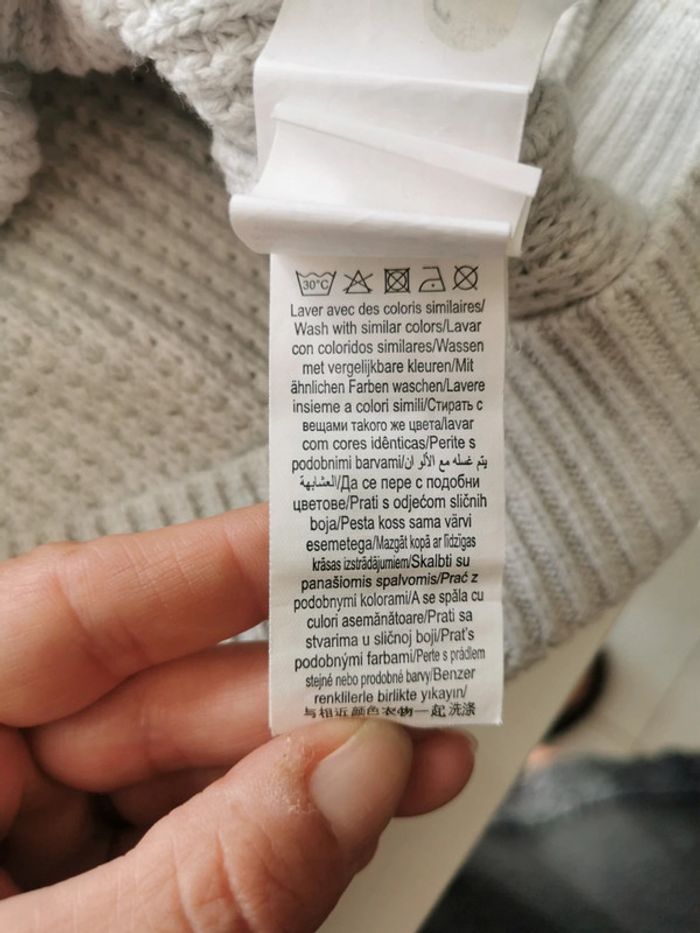 30°C
Laver avec des coloris similaires/
Wash with similar colors/Lavar
con coloridos similares/Wassen
met vergelijkbare kleuren/Mit
ähnlichen Farben waschen/Lavere
insieme a colori simili/Стирать с
вещами такого же цвета/lavar
com cores idênticas/Perite s
podobnimi barvami/يتم غسله مع الألو ان
العشابهة/Да се пере с подобни
цветове/Prati s odjećom sličnih
boja/Pesta koss sama värvi
esemetega/Mazgāt kopā ar līdzīgas
krāsas izstrādājumiem/Skalbti su
panašiomis spalvomis/Prać z
podobnymi kolorami/A se spăla cu
culori asemănătoare/Prati sa
stvarima u sličnoj boji/Prat's
podobnými farbami/Perte s prádlem
stejné nebo prodobné barvy/Benzer
renklilerle birlikte yıkayın/
与相近颜色衣物一起洗涤